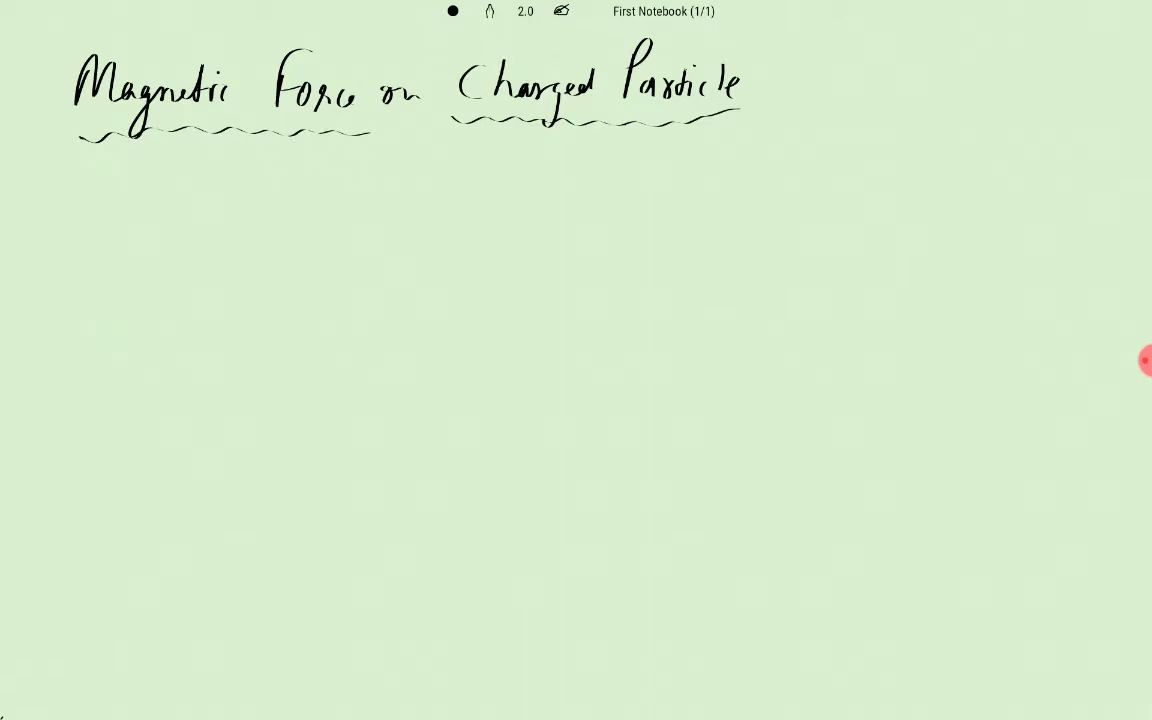 2.0 First Notebook (1/1)
Magnetic Force on Charged Particle